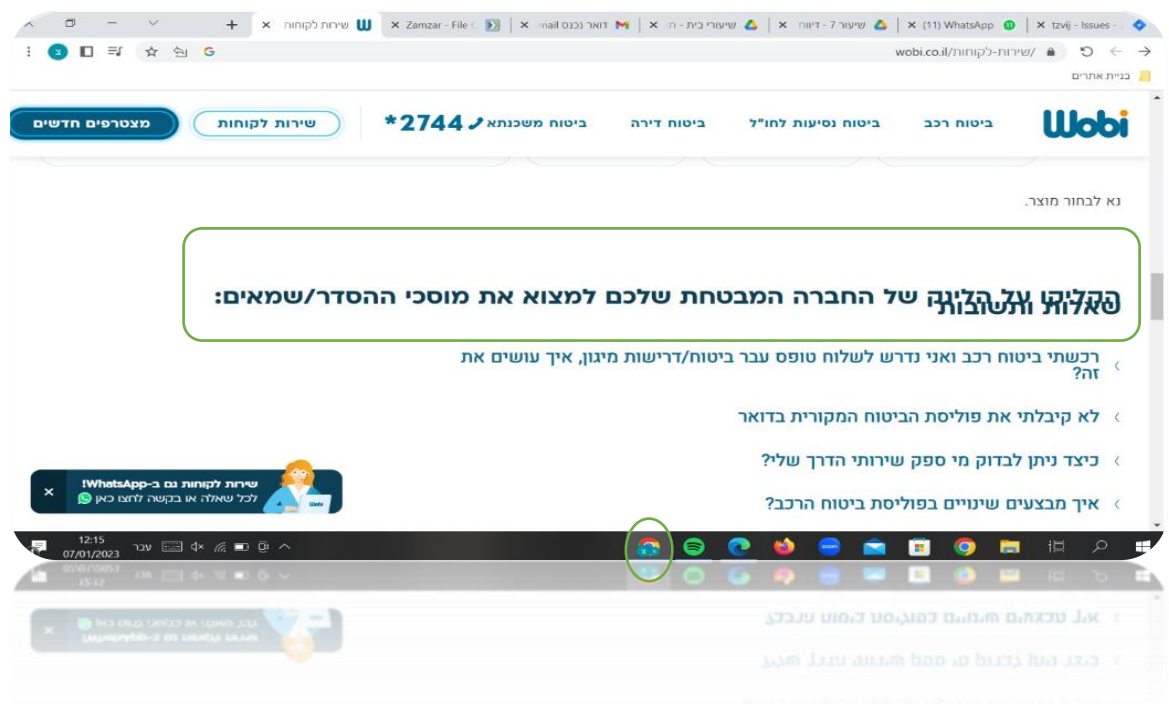 tzvij - Issues -
(11) WhatsApp
שיעור 7 - דיווח
שיעורי בית - ת
דואר נכנס mail
Zamzar - File C
שירות לקוחות
wobi.co.il/שירות-לקוחות/
בניית אתרים
Wobi
ביטוח רכב
ביטוח נסיעות לחו"ל
ביטוח דירה
ביטוח משכנתא
*2744
שירות לקוחות
מצטרפים חדשים
נא לבחור מוצר.
הקליקו על הלינק של החברה המבטחת שלכם למצוא את מוסכי ההסדר/שמאים:
שאלות ותשובות
רכשתי ביטוח רכב ואני נדרש לשלוח טופס עבר ביטוח/דרישות מיגון, איך עושים את
זה?
לא קיבלתי את פוליסת הביטוח המקורית בדואר
כיצד ניתן לבדוק מי ספק שירותי הדרך שלי?
איך מבצעים שינויים בפוליסת ביטוח הרכב?
שירות לקוחות גם ב-WhatsApp!
לכל שאלה או בקשה לחצו כאן
Wobi
zoom
עבר
12:15
07/01/2023